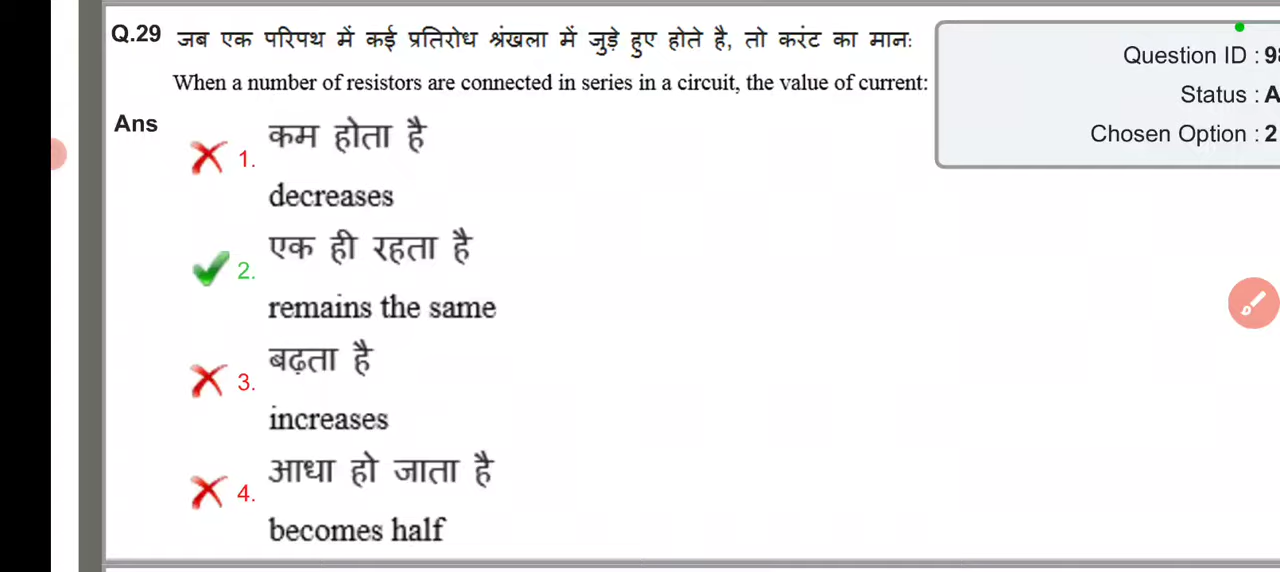 Q.29 जब एक परिपथ में कई प्रतिरोध श्रंखला में जुड़े हुए होते है, तो करंट का मानः
When a number of resistors are connected in series in a circuit, the value of current:
Question ID : 9
Status : A
Chosen Option : 2
Ans
1. कम होता है
decreases
2. एक ही रहता है
remains the same
3. बढ़ता है
increases
4. आधा हो जाता है
becomes half